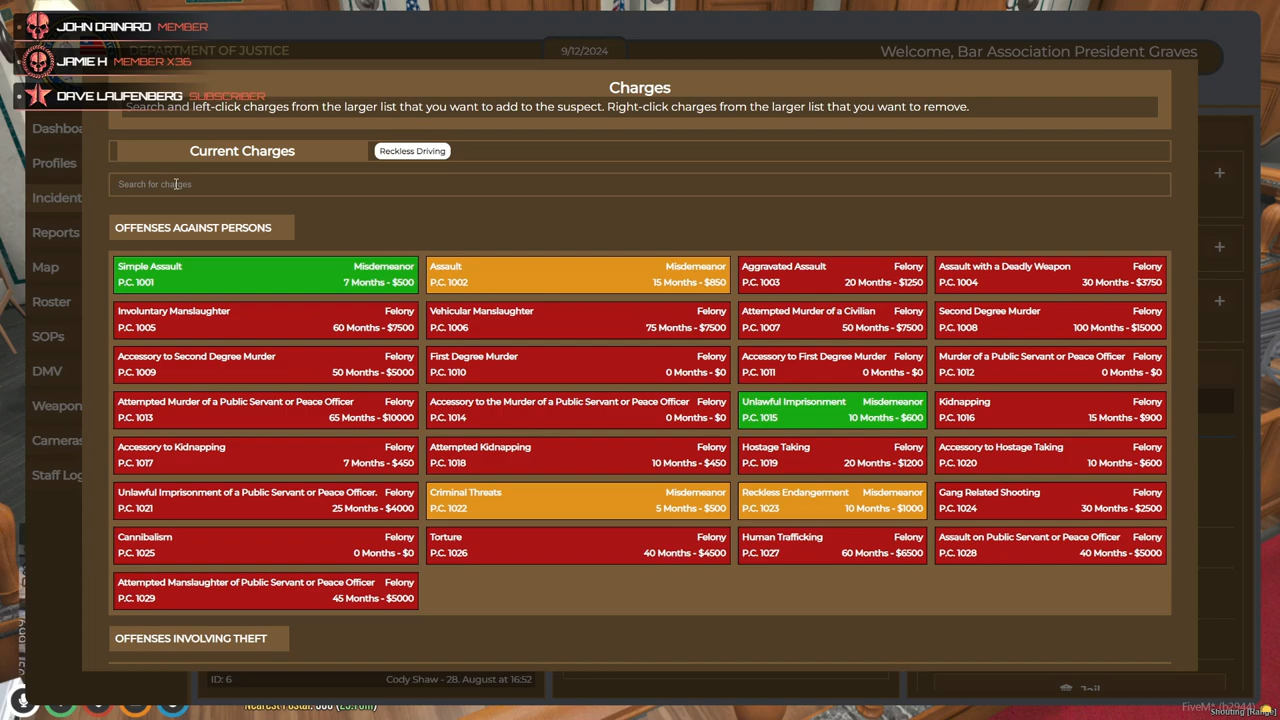 JOHN DAINARD MEMBER
DEPARTMENT OF JUSTICE
9/12/2024
Welcome, Bar Association President Graves
JAMIE H MEMBER X36
DAVE LAUFENBERG SUBSCRIBER
Charges
Search and left-click charges from the larger list that you want to add to the suspect. Right-click charges from the larger list that you want to remove.
Dashboa
Profiles
Incident
Reports
Map
Roster
SOPs
DMV
Weapon
Cameras
Staff Log
Current Charges
Reckless Driving
Search for charges
OFFENSES AGAINST PERSONS
Simple Assault Misdemeanor
P.C. 1001 7 Months - $500
Assault Misdemeanor
P.C. 1002 15 Months - $850
Aggravated Assault Felony
P.C. 1003 20 Months - $1250
Assault with a Deadly Weapon Felony
P.C. 1004 30 Months - $3750
Involuntary Manslaughter Felony
P.C. 1005 60 Months - $7500
Vehicular Manslaughter Felony
P.C. 1006 75 Months - $7500
Attempted Murder of a Civilian Felony
P.C. 1007 50 Months - $7500
Second Degree Murder Felony
P.C. 1008 100 Months - $15000
Accessory to Second Degree Murder Felony
P.C. 1009 50 Months - $5000
First Degree Murder Felony
P.C. 1010 0 Months - $0
Accessory to First Degree Murder Felony
P.C. 1011 0 Months - $0
Murder of a Public Servant or Peace Officer Felony
P.C. 1012 0 Months - $0
Attempted Murder of a Public Servant or Peace Officer Felony
P.C. 1013 65 Months - $10000
Accessory to the Murder of a Public Servant or Peace Officer Felony
P.C. 1014 0 Months - $0
Unlawful Imprisonment Misdemeanor
P.C. 1015 10 Months - $600
Kidnapping Felony
P.C. 1016 15 Months - $900
Accessory to Kidnapping Felony
P.C. 1017 7 Months - $450
Attempted Kidnapping Felony
P.C. 1018 10 Months - $450
Hostage Taking Felony
P.C. 1019 20 Months - $1200
Accessory to Hostage Taking Felony
P.C. 1020 10 Months - $600
Unlawful Imprisonment of a Public Servant or Peace Officer. Felony
P.C. 1021 25 Months - $4000
Criminal Threats Misdemeanor
P.C. 1022 5 Months - $500
Reckless Endangerment Misdemeanor
P.C. 1023 10 Months - $1000
Gang Related Shooting Felony
P.C. 1024 30 Months - $2500
Cannibalism Felony
P.C. 1025 0 Months - $0
Torture Felony
P.C. 1026 40 Months - $4500
Human Trafficking Felony
P.C. 1027 60 Months - $6500
Assault on Public Servant or Peace Officer Felony
P.C. 1028 40 Months - $5000
Attempted Manslaughter of Public Servant or Peace Officer Felony
P.C. 1029 45 Months - $5000
OFFENSES INVOLVING THEFT
ID: 6 Cody Shaw - 28. August at 16:52
Jail
FiveM* (b2944)
Shouting [Range]